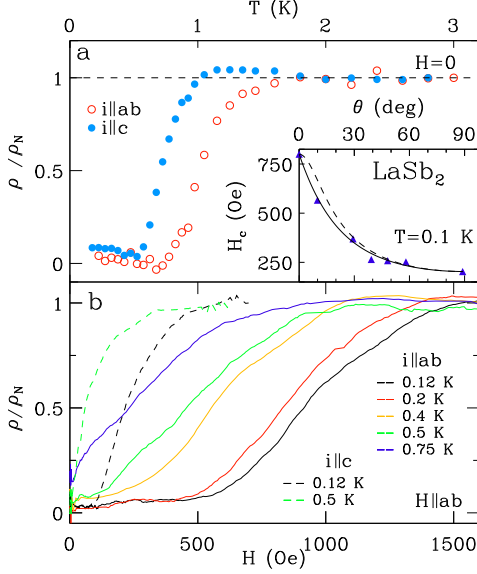 T (K)
0 1 2 3
a
H=0
i||ab
i||c
1
0.5
0
ρ/ρN
θ (deg)
0 30 60 90
750
500
250
Hc (Oe)
LaSb2
T=0.1 K
b
1
0.5
0
ρ/ρN
i||ab
0.12 K
0.2 K
0.4 K
0.5 K
0.75 K
i||c
0.12 K
0.5 K
H||ab
0 500 1000 1500
H (Oe)